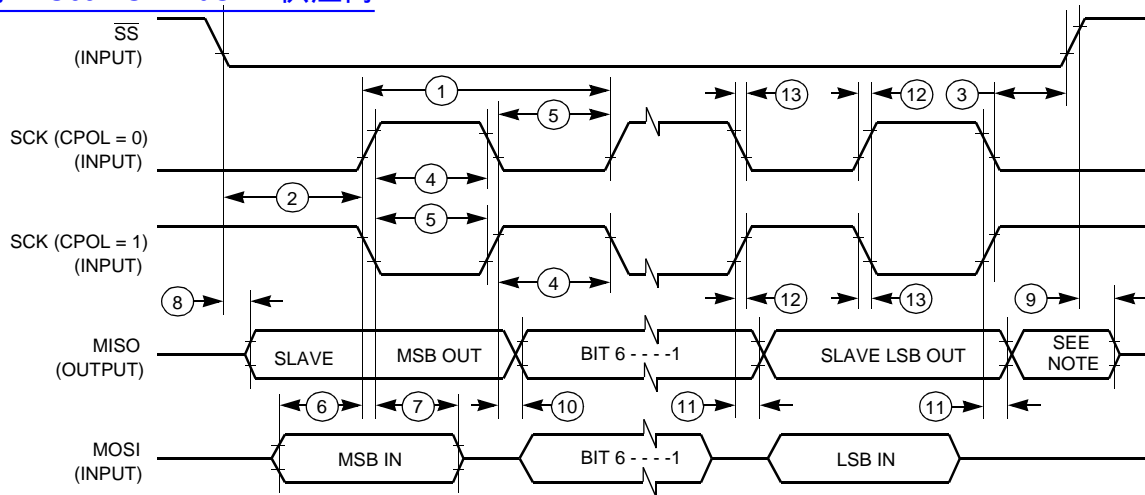 SS
(INPUT)
1
13
12
3
5
SCK (CPOL = 0)
(INPUT)
4
2
5
SCK (CPOL = 1)
(INPUT)
4
8
12
13
9
MISO
(OUTPUT)
SLAVE
MSB OUT
BIT 6 - - - -1
SLAVE LSB OUT
SEE
NOTE
6
7
10
11
11
MOSI
(INPUT)
MSB IN
BIT 6 - - - -1
LSB IN